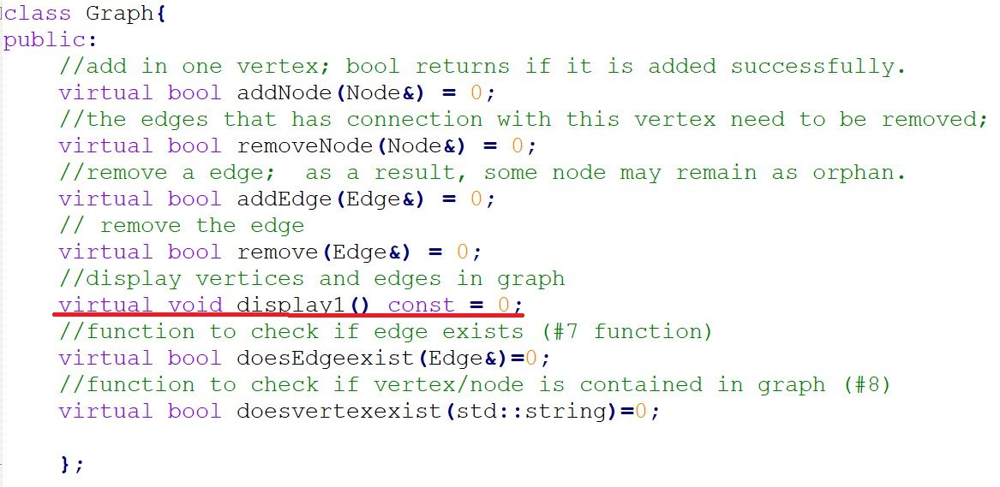 class Graph{
public:
//add in one vertex; bool returns if it is added successfully.
virtual bool addNode(Node&) = 0;
//the edges that has connection with this vertex need to be removed;
virtual bool removeNode(Node&) = 0;
//remove a edge;  as a result, some node may remain as orphan.
virtual bool addEdge(Edge&) = 0;
// remove the edge
virtual bool remove(Edge&) = 0;
//display vertices and edges in graph
virtual void display1() const = 0;
//function to check if edge exists (#7 function)
virtual bool doesEdgeexist(Edge&)=0;
//function to check if vertex/node is contained in graph (#8)
virtual bool doesvertexexist(std::string)=0;
};